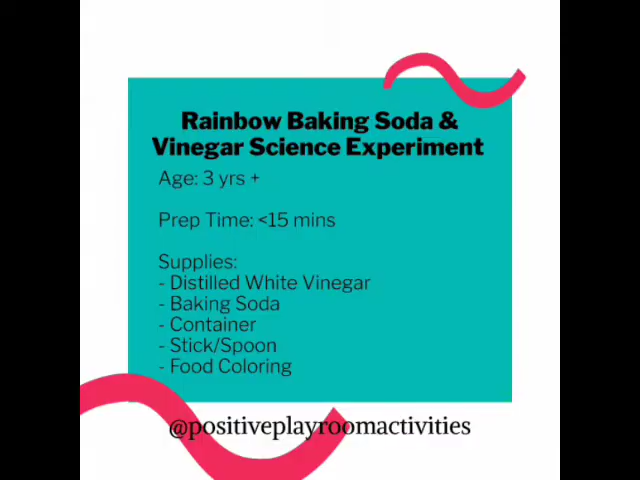 Rainbow Baking Soda &
Vinegar Science Experiment
Age: 3 yrs +
Prep Time: <15 mins
Supplies:
- Distilled White Vinegar
- Baking Soda
- Container
- Stick/Spoon
- Food Coloring
@positiveplayroomactivities